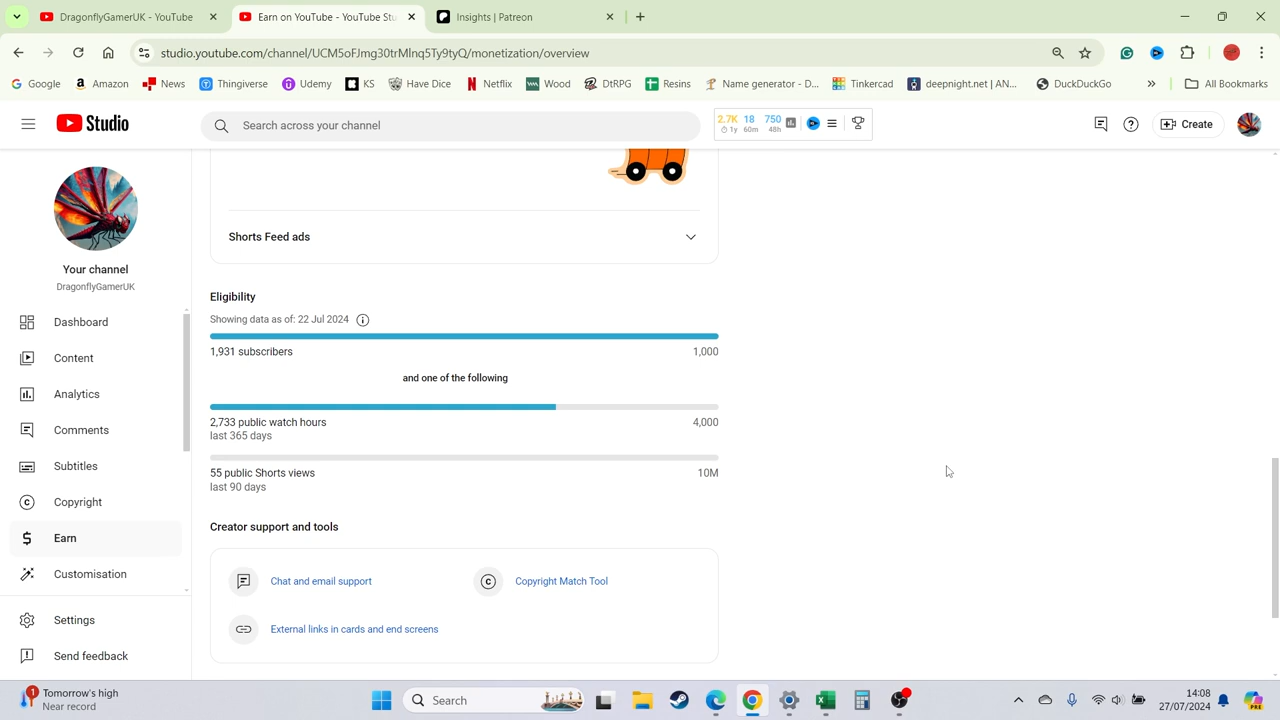 DragonflyGamerUK - YouTube
Earn on YouTube - YouTube Stu
Insights | Patreon
studio.youtube.com/channel/UCM5oFJmg30trMlnq5Ty9tyQ/monetization/overview
Google
Amazon
News
Thingiverse
Udemy
KS
Have Dice
Netflix
Wood
DtRPG
Resins
Name generator - D...
Tinkercad
deepnight.net | AN...
DuckDuckGo
All Bookmarks
Studio
Search across your channel
2.7K 18 750
1y 60m 48h
Create
Your channel
DragonflyGamerUK
Dashboard
Content
Analytics
Comments
Subtitles
Copyright
Earn
Customisation
Settings
Send feedback
Shorts Feed ads
Eligibility
Showing data as of: 22 Jul 2024
1,931 subscribers 1,000
and one of the following
2,733 public watch hours 4,000
last 365 days
55 public Shorts views 10M
last 90 days
Creator support and tools
Chat and email support
Copyright Match Tool
External links in cards and end screens
1
Tomorrow's high
Near record
Search
14:08
27/07/2024
PRE